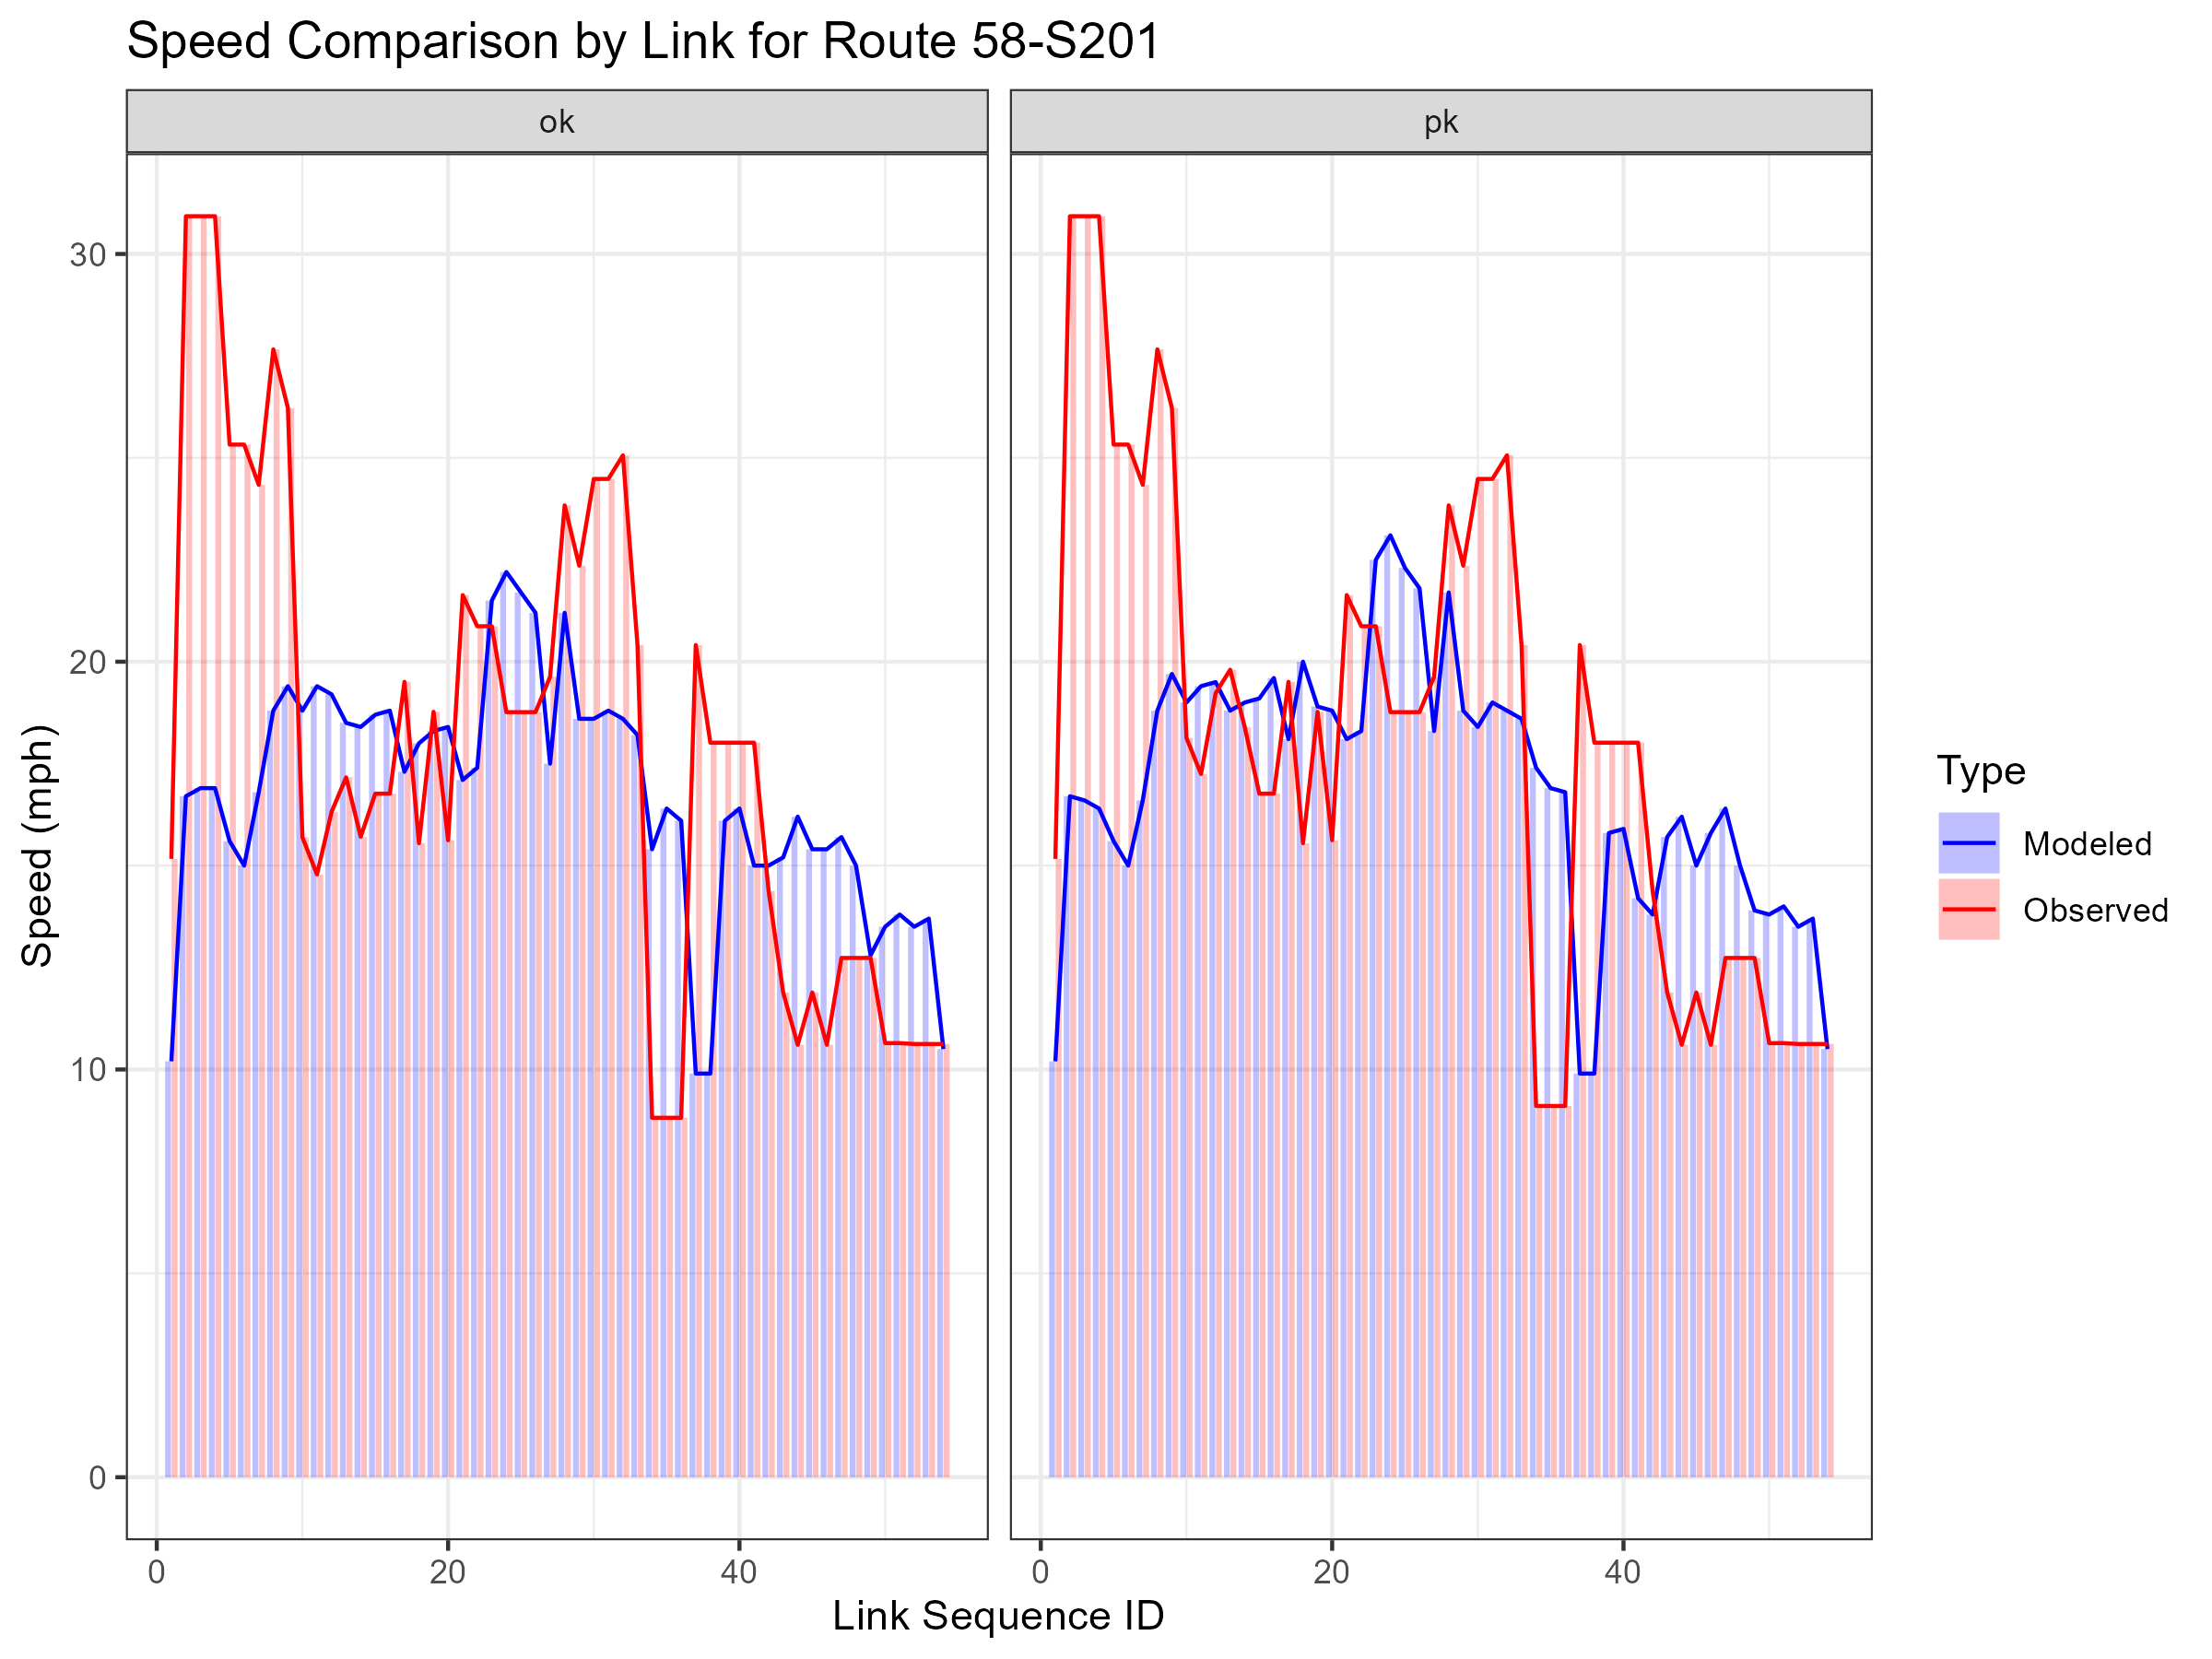 Speed Comparison by Link for Route 58-S201
ok
pk
30
20
10
0
Speed (mph)
0
20
40
0
20
40
Link Sequence ID
Type
Modeled
Observed